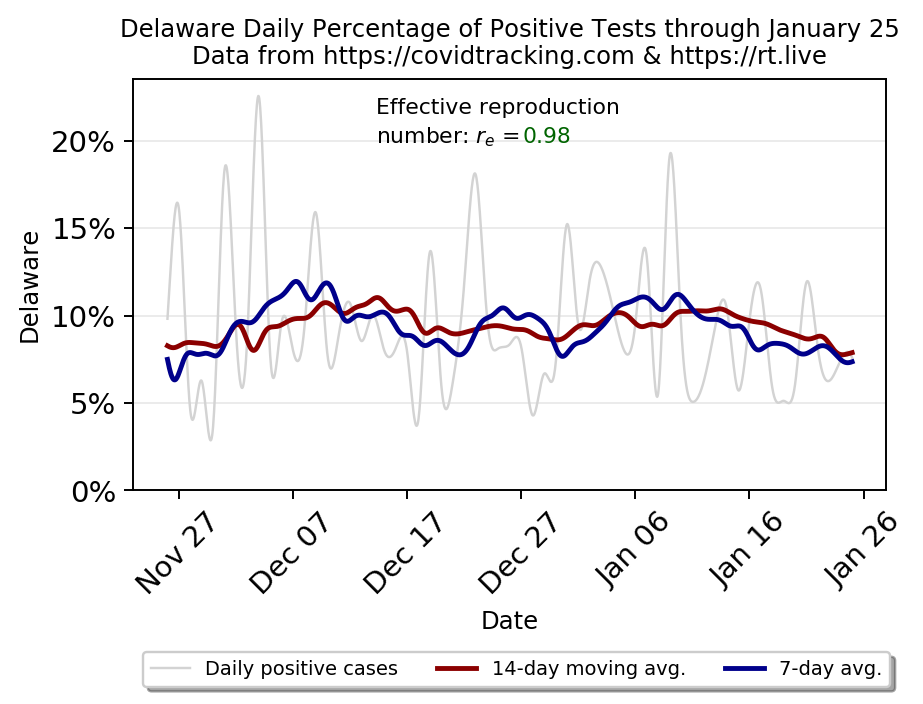 Delaware Daily Percentage of Positive Tests through January 25
Data from https://covidtracking.com & https://rt.live
Effective reproduction
number: rₑ =0.98
20%
15%
10%
5%
0%
Delaware
Nov 27
Dec 07
Dec 17
Dec 27
Jan 06
Jan 16
Jan 26
Date
Daily positive cases
14-day moving avg.
7-day avg.